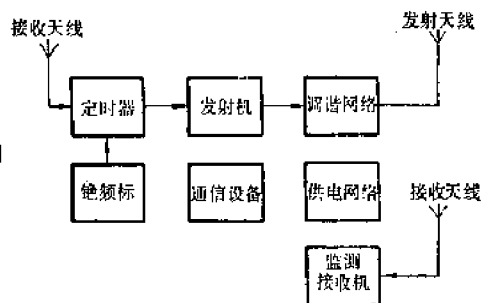 发射天线
接收天线
定时器
发射机
调谐网络
铯频标
通信设备
供电网络
接收天线
监测
接收机